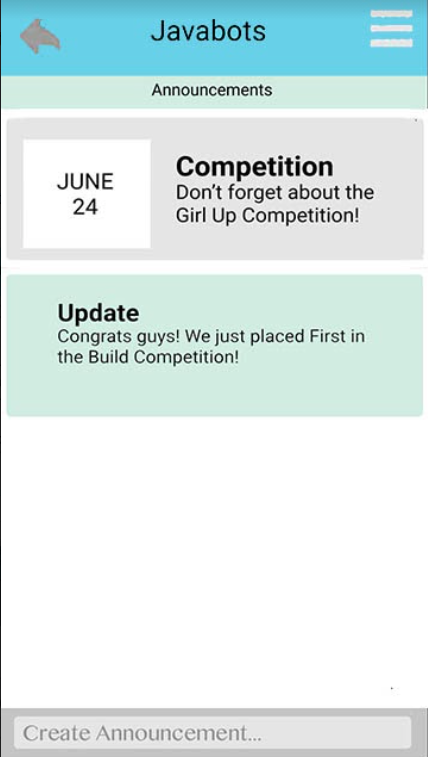 Javabots
Announcements
JUNE
24
Competition
Don’t forget about the
Girl Up Competition!
Update
Congrats guys! We just placed First in
the Build Competition!
Create Announcement...